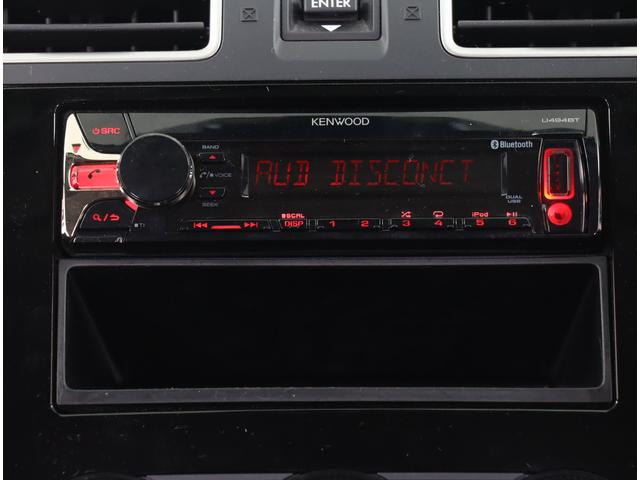 ENTER
KENWOOD
U494BT
SRC
BAND
VOICE
SEEK
AUD DISCONCT
Bluetooth
DUAL
USB
SCRL
DISP
1 2 3 4 5 6
iPod